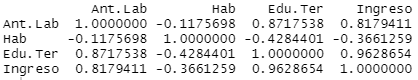 Ant.Lab Hab Edu.Ter Ingreso
Ant.Lab 1.0000000 -0.1175698 0.8717538 0.8179411
Hab -0.1175698 1.0000000 -0.4284401 -0.3661259
Edu.Ter 0.8717538 -0.4284401 1.0000000 0.9628654
Ingreso 0.8179411 -0.3661259 0.9628654 1.0000000